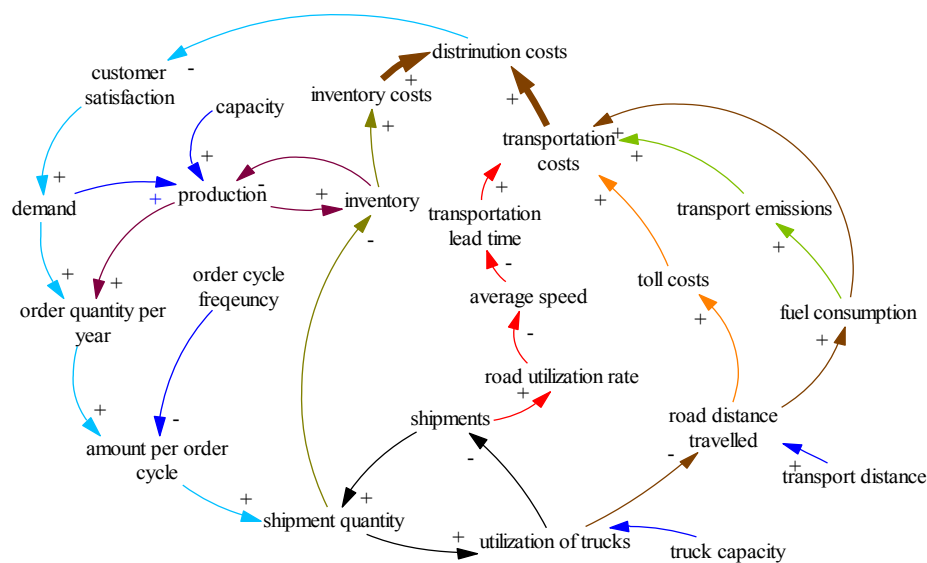 distrinution costs
customer
satisfaction
-
+
inventory costs
capacity
+
+
transportation
costs
+
+
+
+
demand
+
production
-
+
inventory
+
transportation
lead time
+
transport emissions
+
-
-
order cycle
freqeuncy
+
+
order quantity per
year
average speed
toll costs
+
fuel consumption
+
-
road utilization rate
+
+
-
shipments
road distance
travelled
-
amount per order
cycle
-
+
transport distance
+
+
shipment quantity
+
utilization of trucks
truck capacity